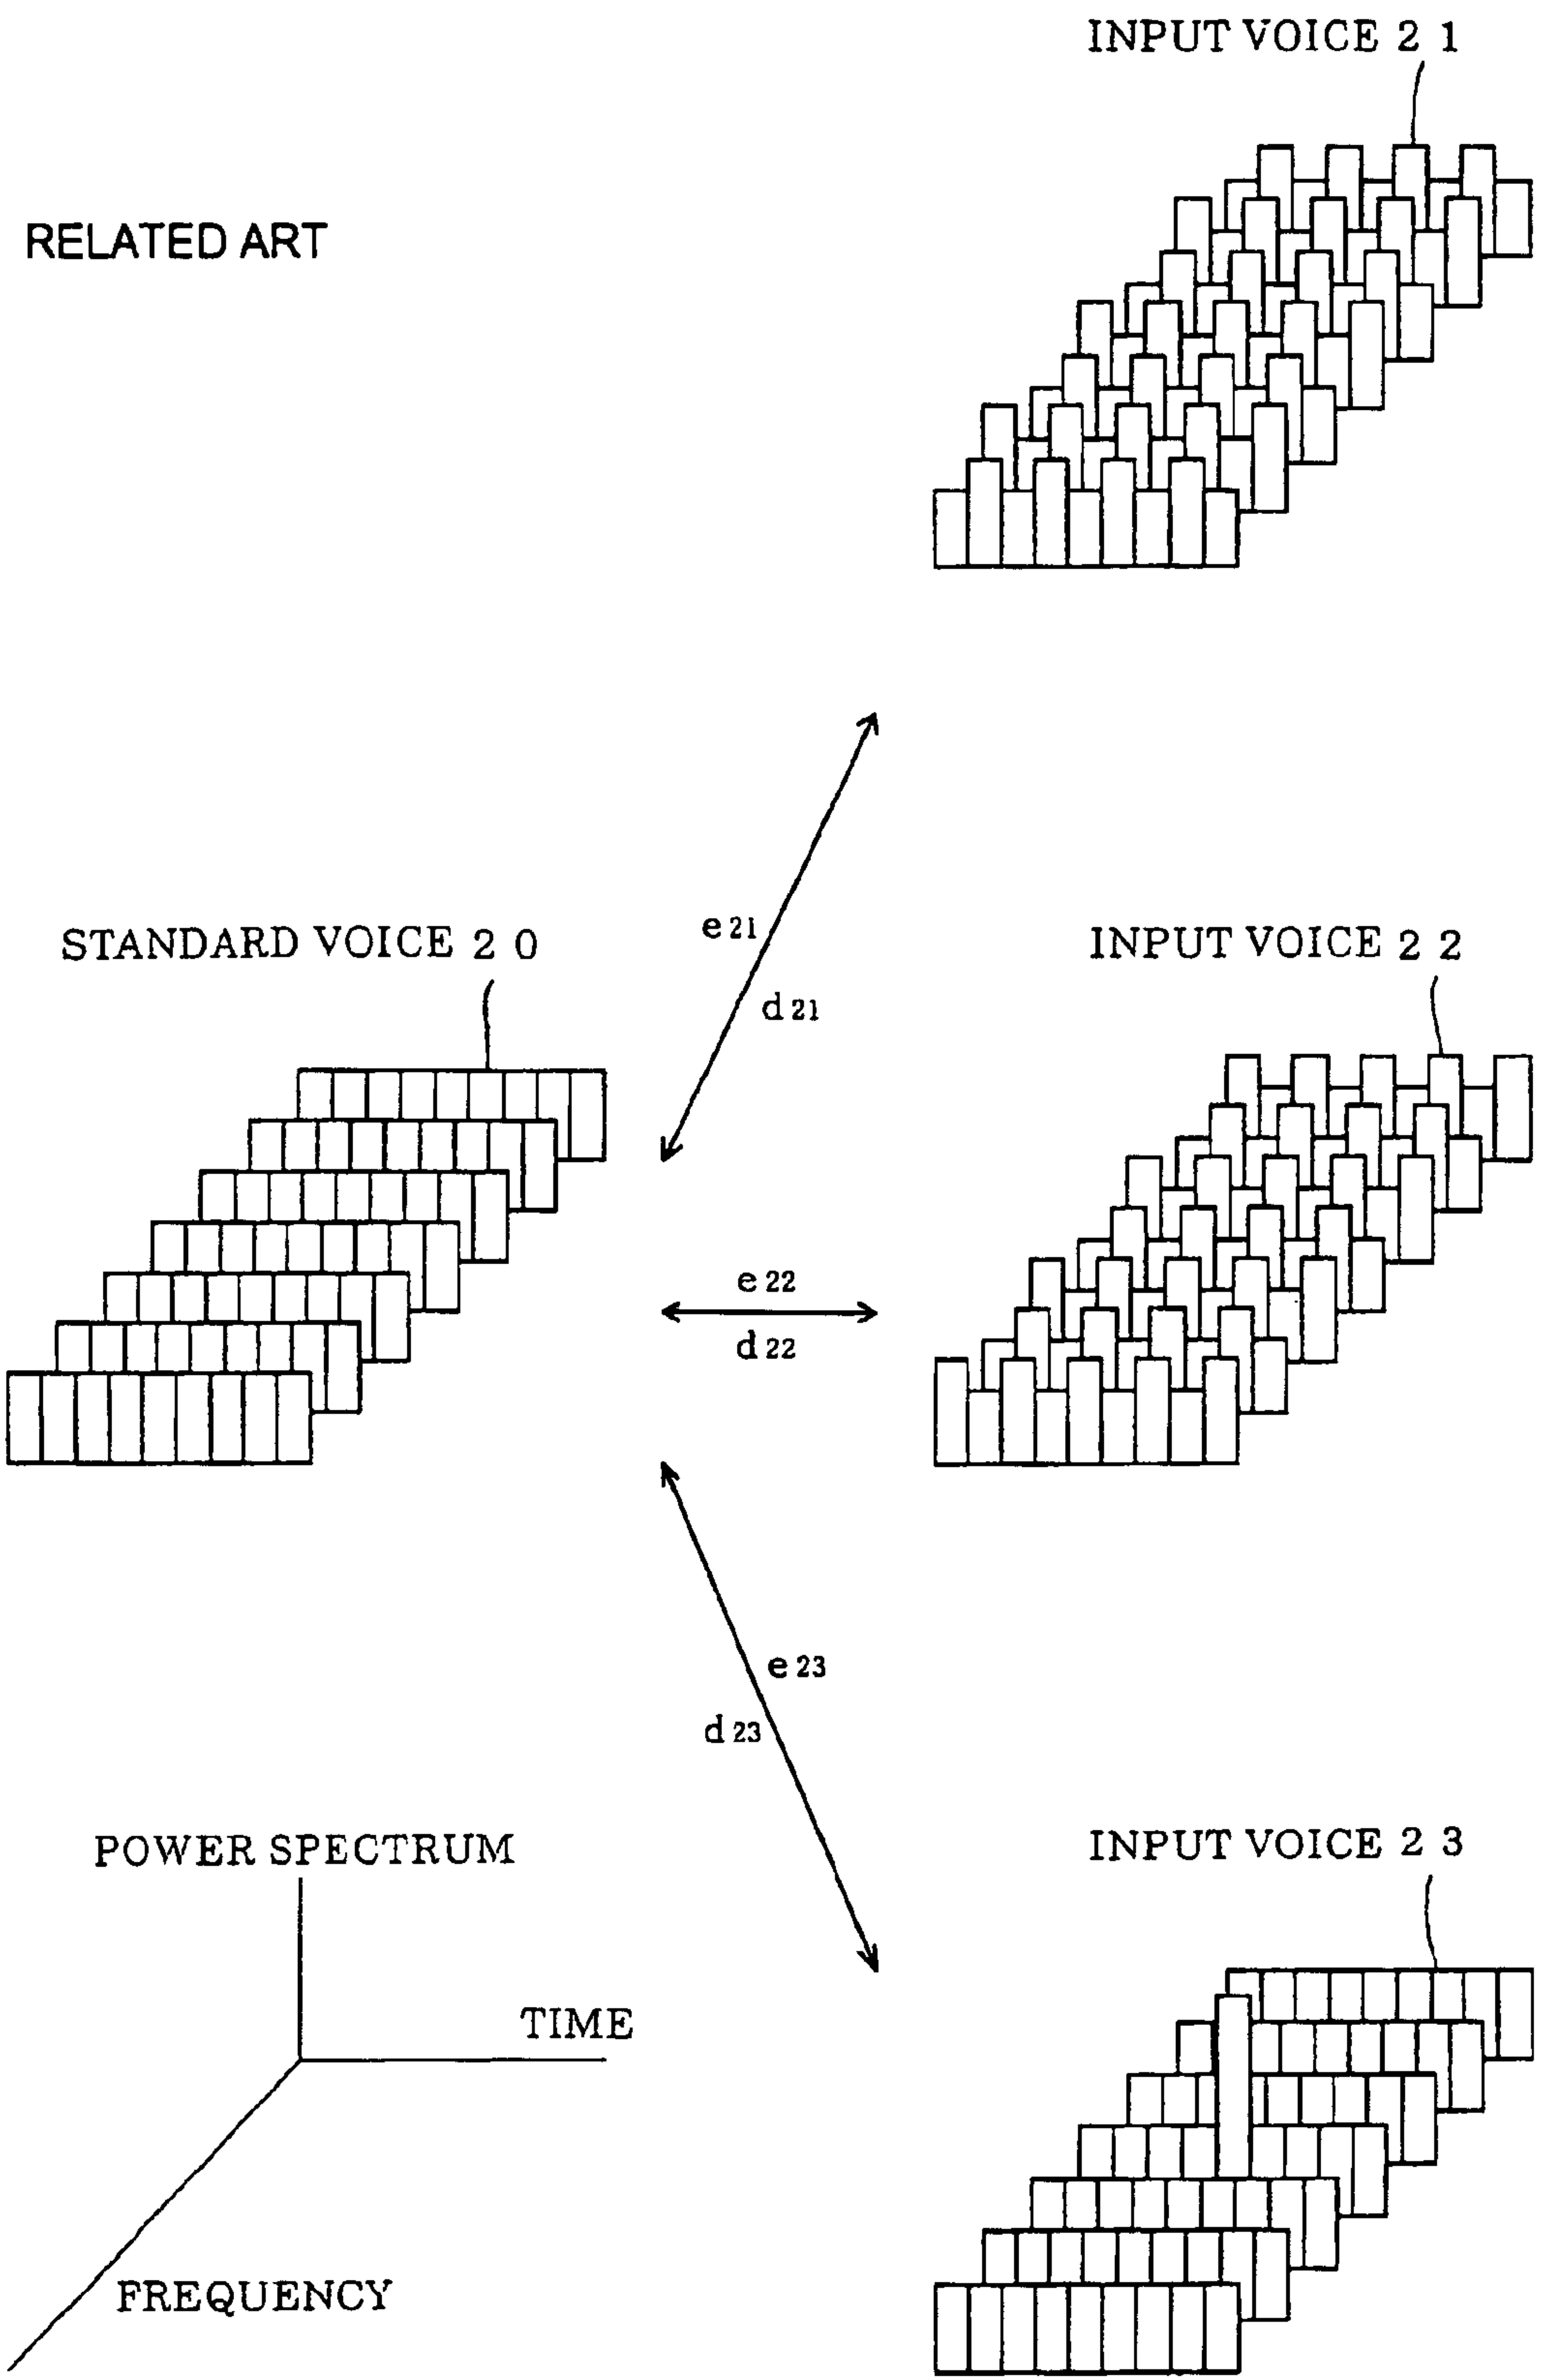 INPUT VOICE 2 1
RELATED ART
e 21
STANDARD VOICE 2 0
INPUT VOICE 2 2
d 21
e 22
d 22
e 23
d 23
POWER SPECTRUM
INPUT VOICE 2 3
TIME
FREQUENCY